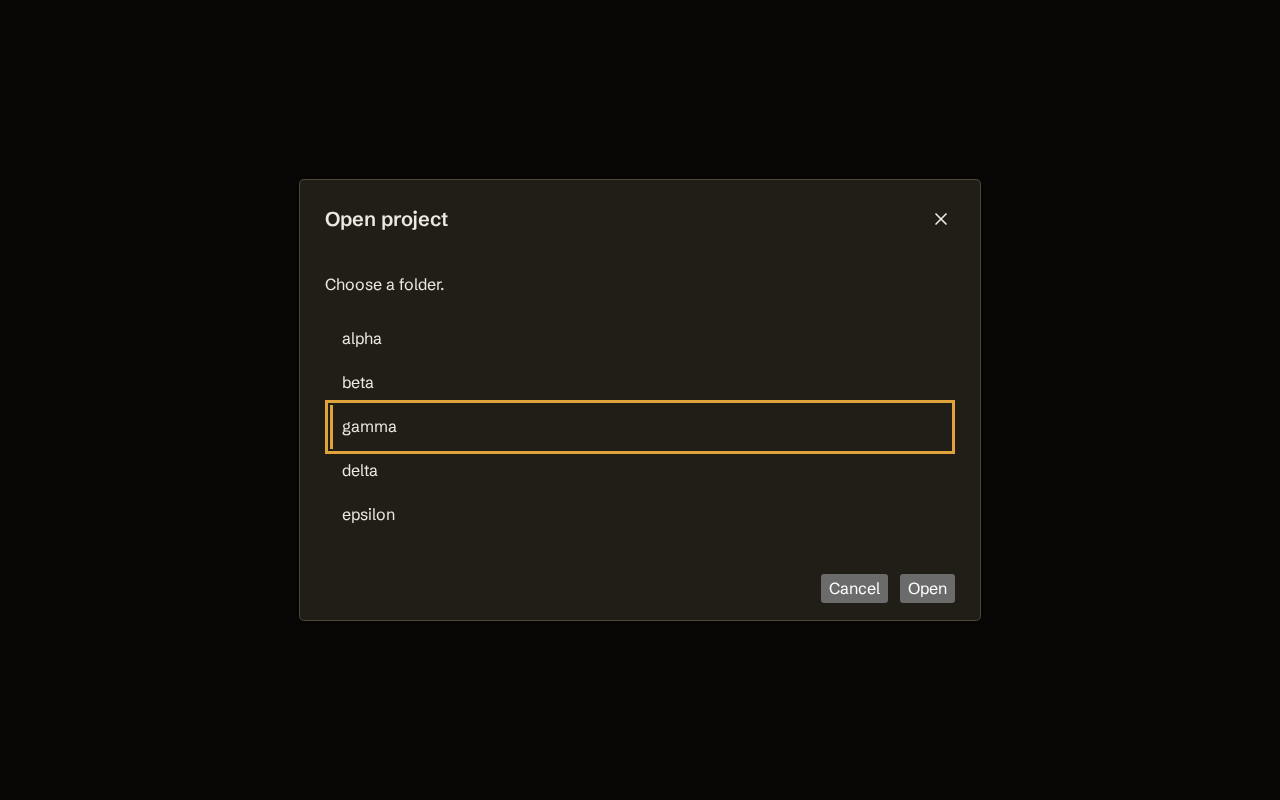 Open project
Choose a folder.
alpha
beta
gamma
delta
epsilon
Cancel Open